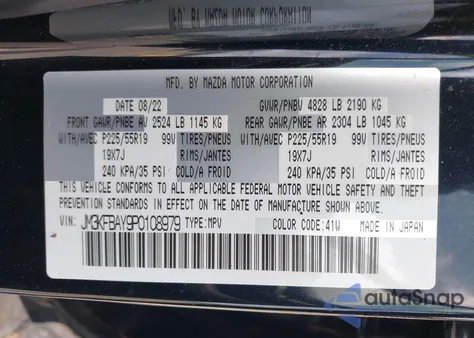 MFD. BY MAZDA MOTOR CORPORATION
DATE 08/22 GVWR/PNBV 4828 LB 2190 KG
FRONT GAWR/PNBE AV 2524 LB 1145 KG REAR GAWR/PNBE AR 2304 LB 1045 KG
WITH/AVEC P225/55R19 99V TIRES/PNEUS WITH/AVEC P225/55R19 99V TIRES/PNEUS
19X7J RIMS/JANTES 19X7J RIMS/JANTES
240 KPA/35 PSI COLD/A FROID 240 KPA/35 PSI COLD/A FROID
THIS VEHICLE CONFORMS TO ALL APPLICABLE FEDERAL MOTOR VEHICLE SAFETY AND THEFT
PREVENTION STANDARDS IN EFFECT ON THE DATE OF MANUFACTURE SHOWN ABOVE.
VIN: JM3KFBAY9P0108979 TYPE:MPV COLOR CODE:41W
autoSnap